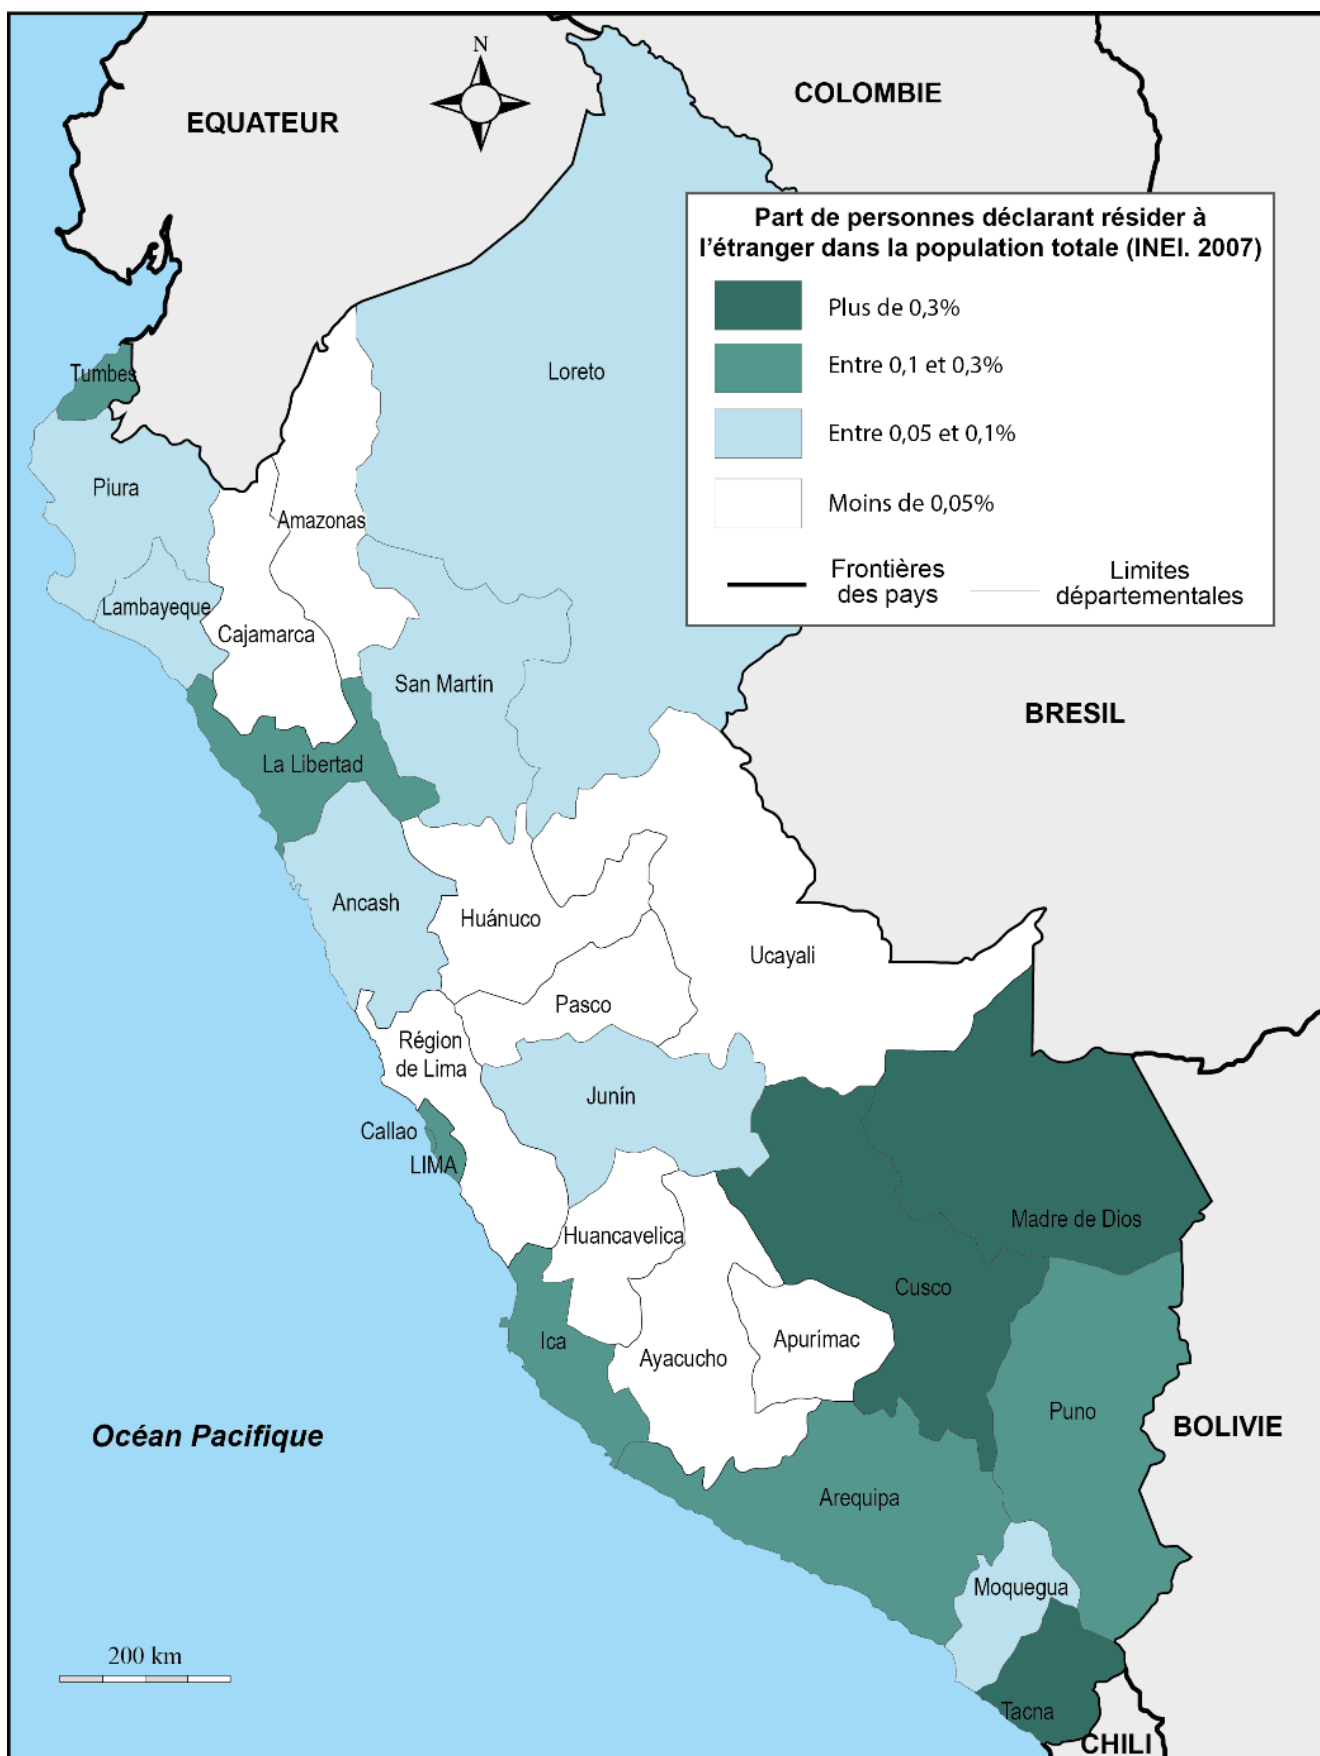 N
COLOMBIE
EQUATEUR
Part de personnes déclarant résider à
l'étranger dans la population totale (INEI. 2007)
Plus de 0,3%
Entre 0,1 et 0,3%
Entre 0,05 et 0,1%
Moins de 0,05%
Frontières
des pays
Limites
départementales
Tumbes
Loreto
Piura
Amazonas
Lambayeque
Cajamarca
San Martín
BRESIL
La Libertad
Ancash
Huánuco
Ucayali
Pasco
Région
de Lima
Junín
Callao
LIMA
Madre de Dios
Huancavelica
Cusco
Ica
Apurímac
Ayacucho
Puno
BOLIVIE
Océan Pacifique
Arequipa
Moquegua
200 km
Tacna
CHILI